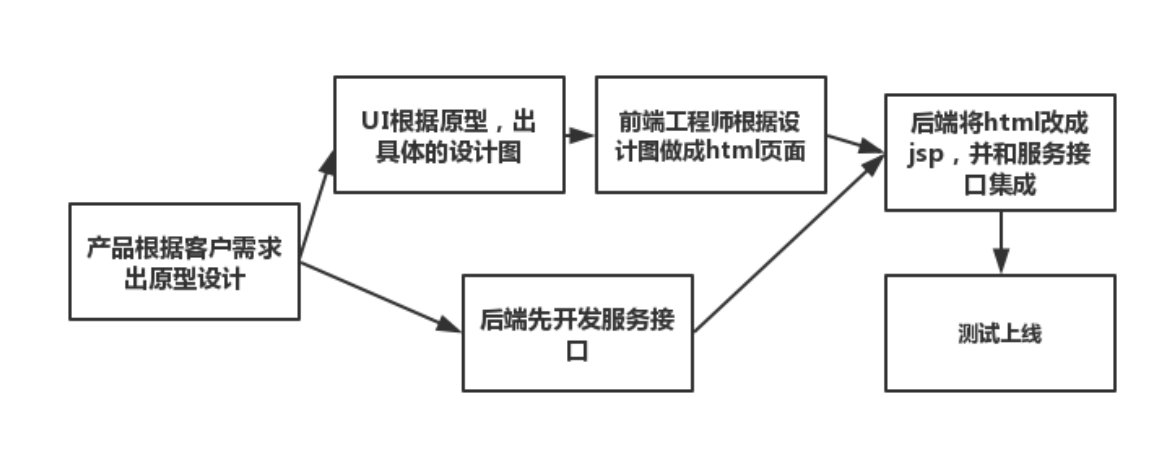 UI根据原型，出
具体的设计图
前端工程师根据设
计图做成html页面
后端将html改成
jsp，并和服务接
口集成
产品根据客户需求
出原型设计
后端先开发服务接
口
测试上线